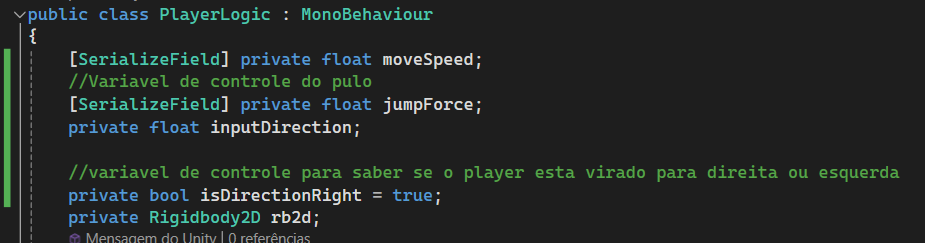 public class PlayerLogic : MonoBehaviour
{
[SerializeField] private float moveSpeed;
//Variavel de controle do pulo
[SerializeField] private float jumpForce;
private float inputDirection;
//variavel de controle para saber se o player esta virado para direita ou esquerda
private bool isDirectionRight = true;
private Rigidbody2D rb2d;
Mensagem do Unity | 0 referências